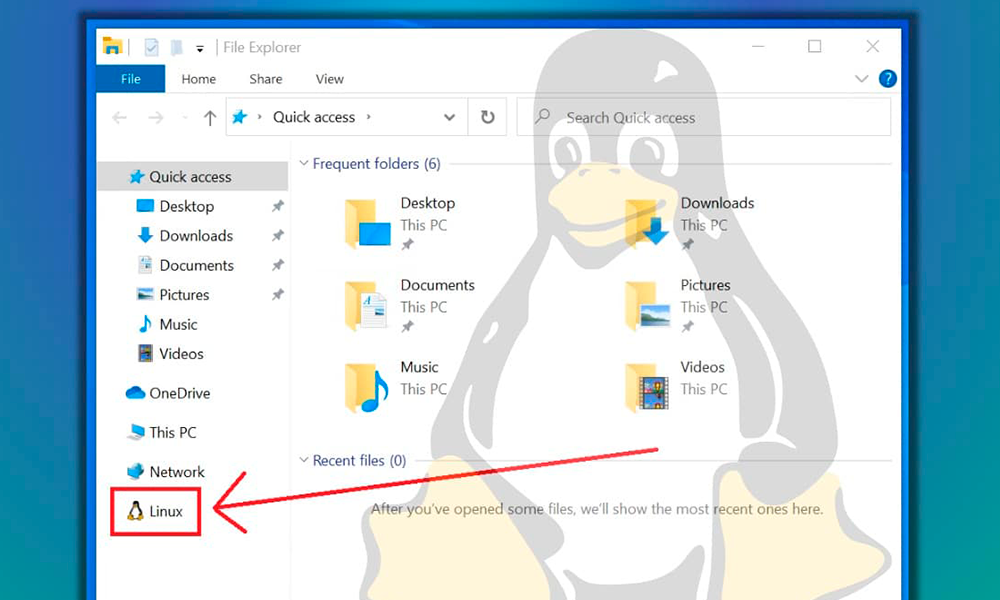 File Explorer
File Home Share View
?
Quick access
Search Quick access
Quick access
Desktop
Downloads
Documents
Pictures
Music
Videos
OneDrive
This PC
Network
Linux
Frequent folders (6)
Desktop
This PC
Downloads
This PC
Documents
This PC
Pictures
This PC
Music
This PC
Videos
This PC
Recent files (0)
After you've opened some files, we'll show the most recent ones here.